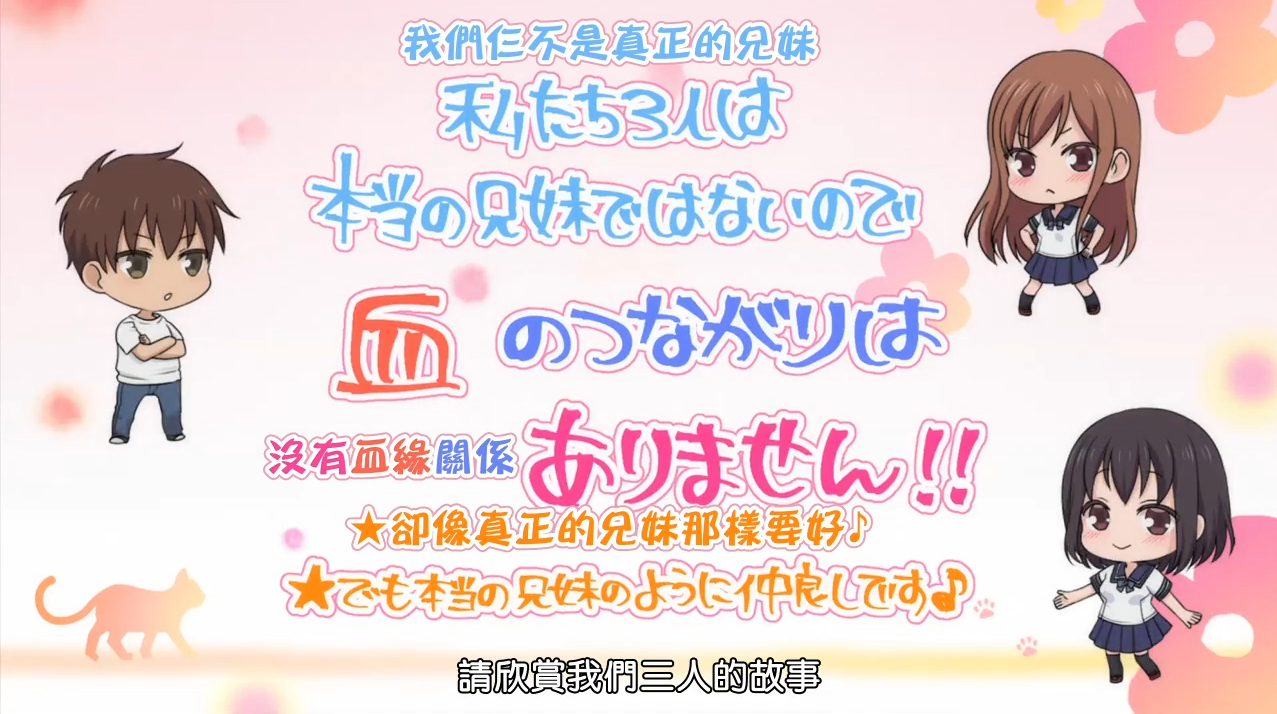 我們仨不是真正的兄妹
私たち3人は
本当の兄妹ではないので
血のつながりは
沒有血緣關係 ありません!!
★卻像真正的兄妹那樣要好♪
★でも本当の兄妹のように仲良しです♪
請欣賞我們三人的故事